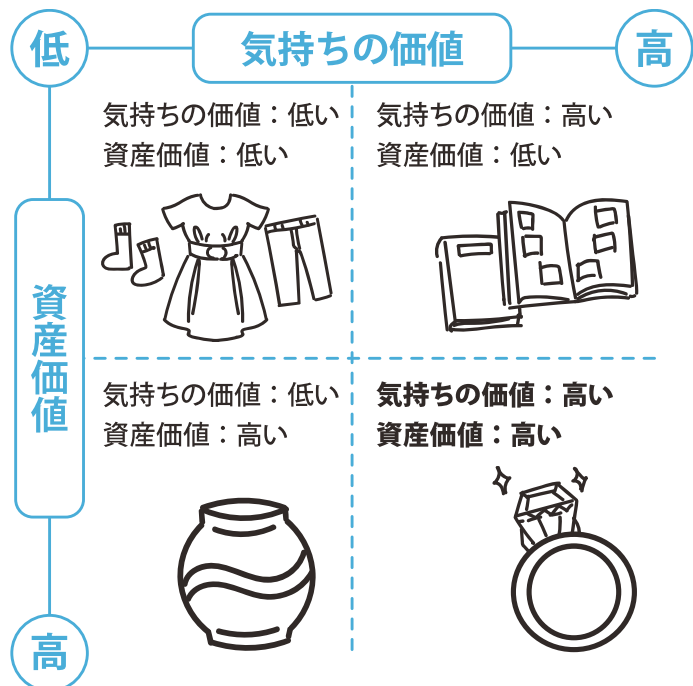 低
気持ちの価値
高
気持ちの価値：低い
資産価値：低い
気持ちの価値：高い
資産価値：低い
資産価値
気持ちの価値：低い
資産価値：高い
気持ちの価値：高い
資産価値：高い
高